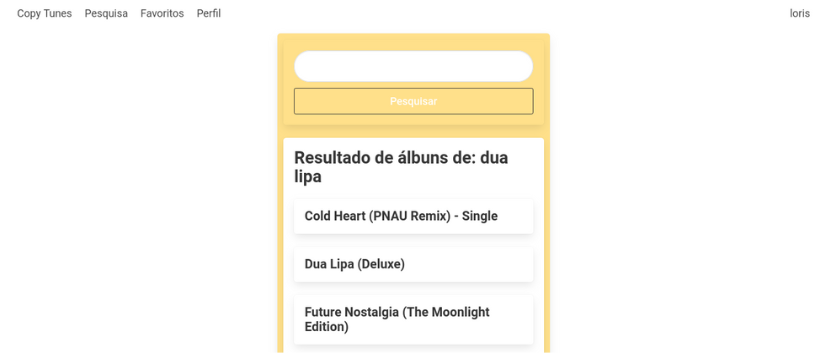 Copy Tunes Pesquisa Favoritos Perfil loris
Pesquisar
Resultado de álbuns de: dua
lipa
Cold Heart (PNAU Remix) - Single
Dua Lipa (Deluxe)
Future Nostalgia (The Moonlight
Edition)